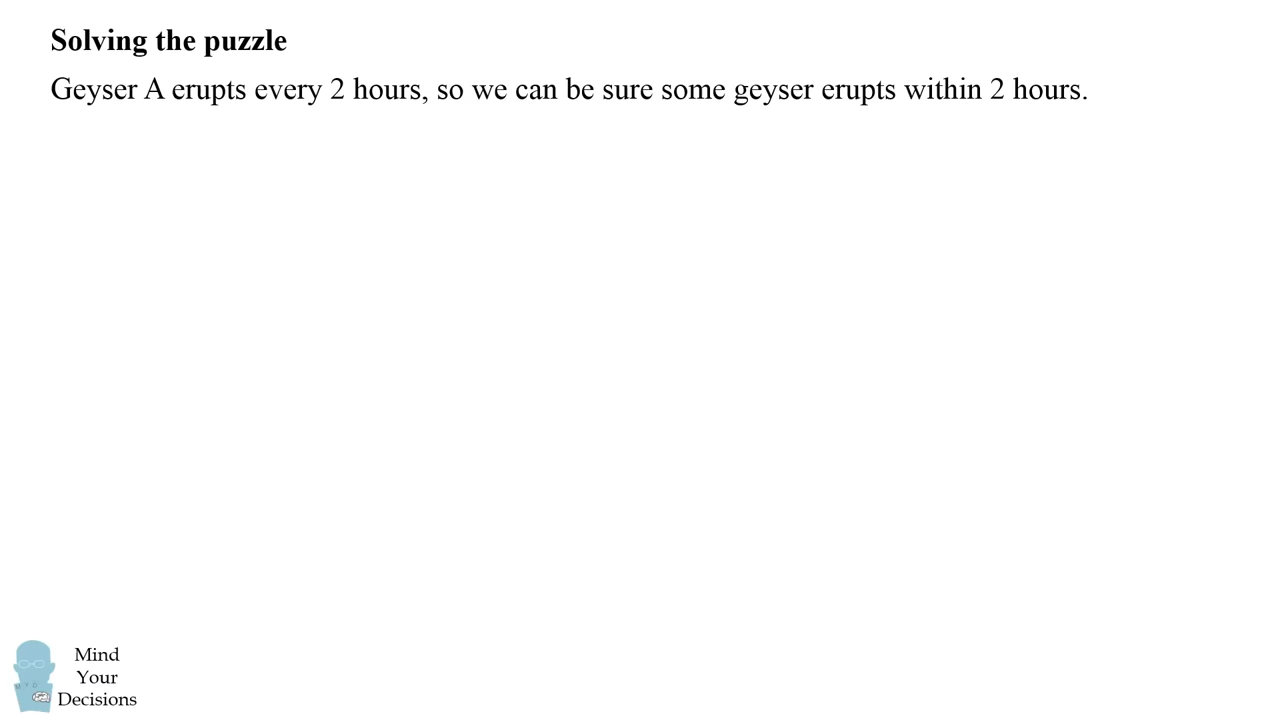 Solving the puzzle
Geyser A erupts every 2 hours, so we can be sure some geyser erupts within 2 hours.
Mind
Your
Decisions